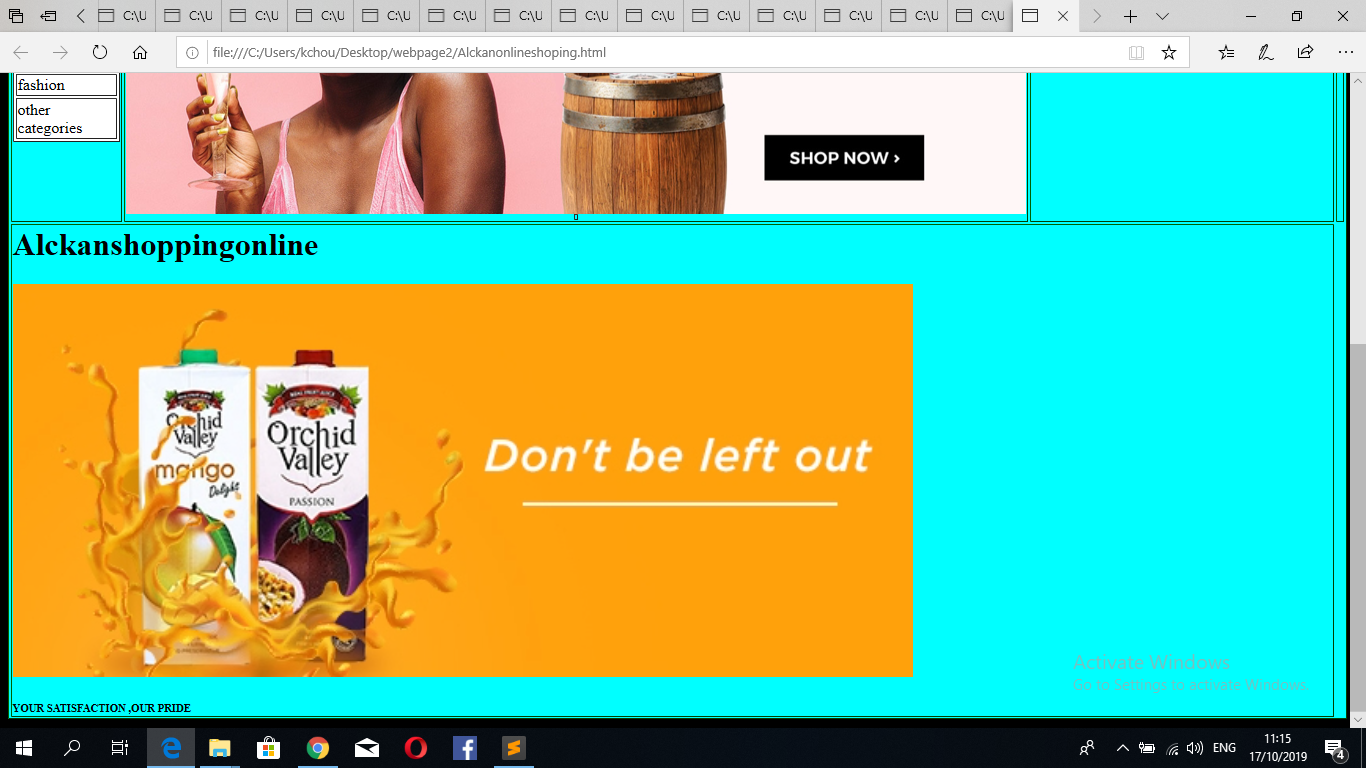 C:\U C:\U C:\U C:\U C:\U C:\U C:\U C:\U C:\U C:\U C:\U C:\U C:\U C:\U
file:///C:/Users/kchou/Desktop/webpage2/Alckanonlineshoping.html
fashion
other
categories
SHOP NOW ›
Alckanshoppingonline
Orchid
Valley
mango
Delight
Orchid
Valley
PASSION
Don't be left out
YOUR SATISFACTION ,OUR PRIDE
Activate Windows
Go to Settings to activate Windows.
ENG
11:15
17/10/2019
4